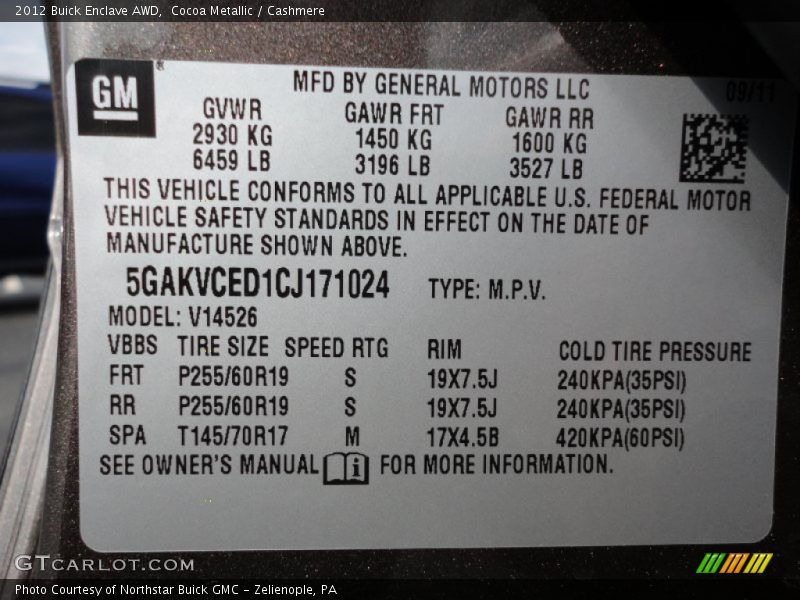 2012 Buick Enclave AWD,  Cocoa Metallic / Cashmere
GM ®
MFD BY GENERAL MOTORS LLC
09/11
GVWR GAWR FRT GAWR RR
2930 KG 1450 KG 1600 KG
6459 LB 3196 LB 3527 LB
THIS VEHICLE CONFORMS TO ALL APPLICABLE U.S. FEDERAL MOTOR
VEHICLE SAFETY STANDARDS IN EFFECT ON THE DATE OF
MANUFACTURE SHOWN ABOVE.
5GAKVCED1CJ171024 TYPE: M.P.V.
MODEL: V14526
VBBS TIRE SIZE SPEED RTG RIM COLD TIRE PRESSURE
FRT P255/60R19 S 19X7.5J 240KPA(35PSI)
RR P255/60R19 S 19X7.5J 240KPA(35PSI)
SPA T145/70R17 M 17X4.5B 420KPA(60PSI)
SEE OWNER'S MANUAL i FOR MORE INFORMATION.
GTCARLOT.COM
Photo Courtesy of Northstar Buick GMC - Zelienople, PA